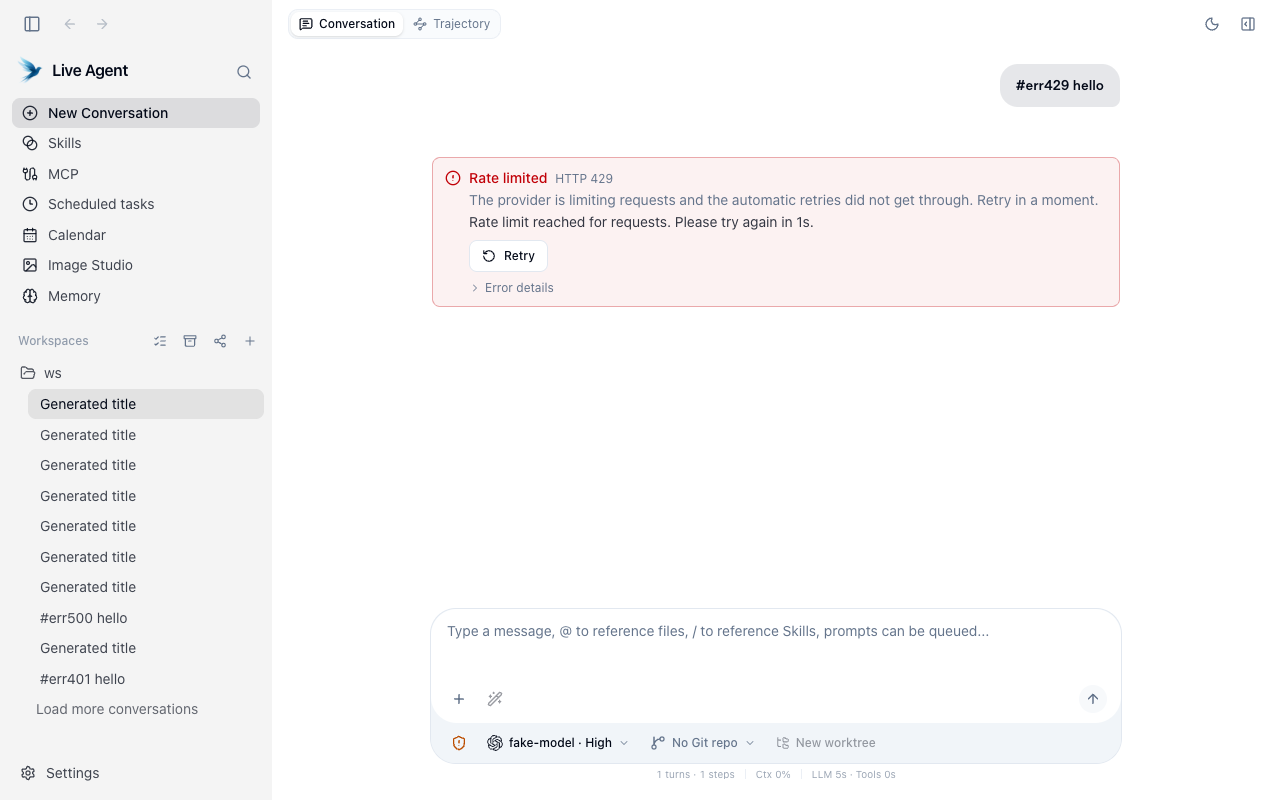 Conversation
Trajectory
Live Agent
New Conversation
Skills
MCP
Scheduled tasks
Calendar
Image Studio
Memory
Workspaces
ws
Generated title
Generated title
Generated title
Generated title
Generated title
Generated title
Generated title
#err500 hello
Generated title
#err401 hello
Load more conversations
Settings
#err429 hello
Rate limited HTTP 429
The provider is limiting requests and the automatic retries did not get through. Retry in a moment.
Rate limit reached for requests. Please try again in 1s.
Retry
Error details
Type a message, @ to reference files, / to reference Skills, prompts can be queued...
fake-model · High
No Git repo
New worktree
1 turns · 1 steps
Ctx 0%
LLM 5s · Tools 0s